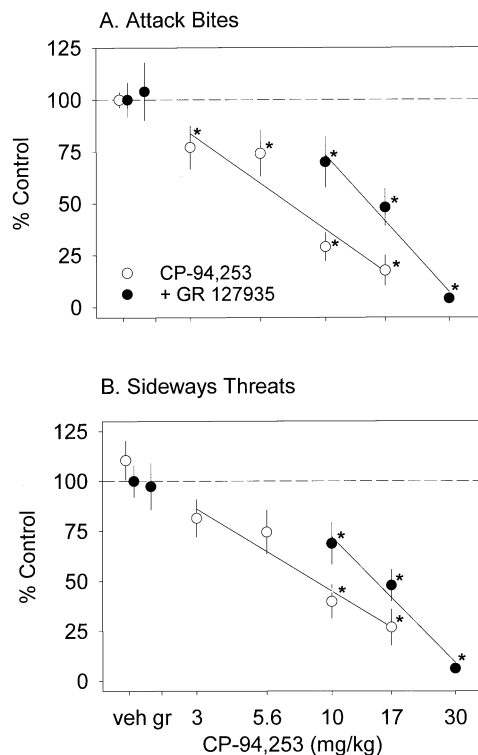 A. Attack Bites
125
100
75
50
25
0
% Control
CP-94,253
+ GR 127935
* * * * * * *
B. Sideways Threats
125
100
75
50
25
0
% Control
* * * * *
veh gr 3 5.6 10 17 30
CP-94,253 (mg/kg)